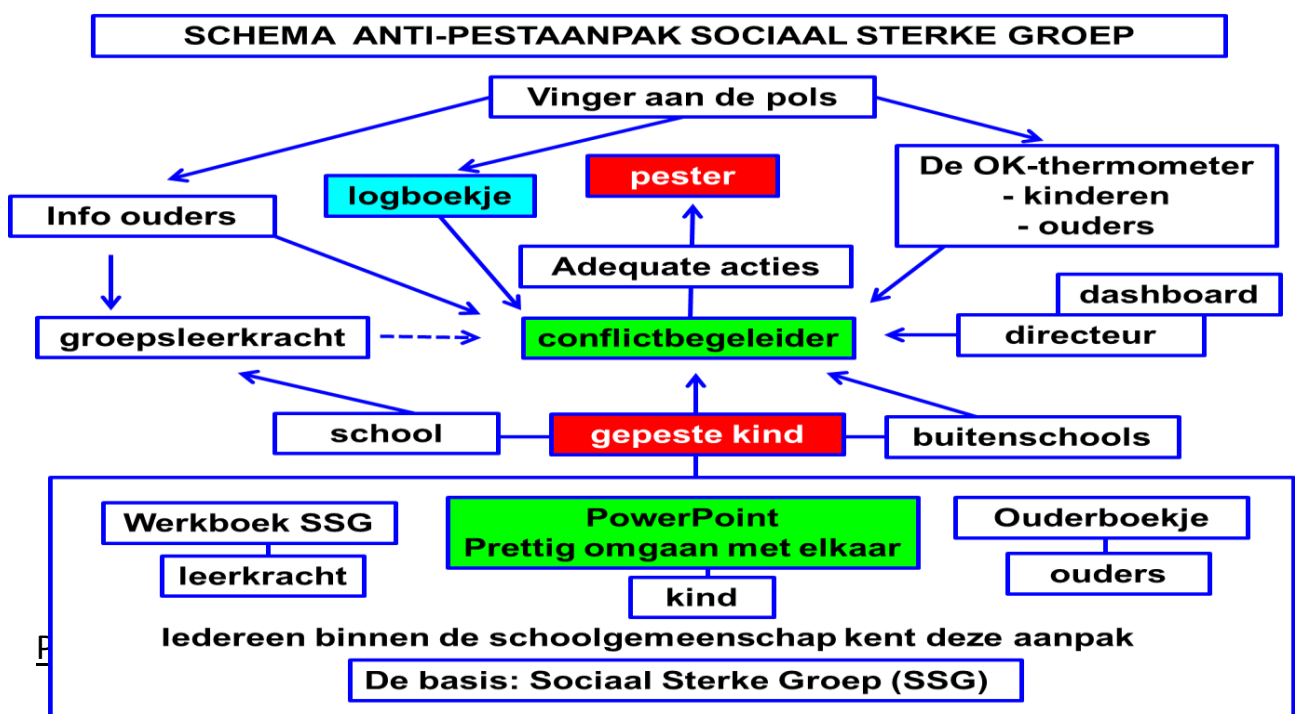 SCHEMA ANTI-PESTAANPAK SOCIAAL STERKE GROEP
Vinger aan de pols
Info ouders
logboekje
pester
De OK-thermometer
- kinderen
- ouders
Adequate acties
dashboard
groepsleerkracht
conflictbegeleider
directeur
school
gepeste kind
buitenschools
Werkboek SSG
leerkracht
PowerPoint
Prettig omgaan met elkaar
kind
Ouderboekje
ouders
Iedereen binnen de schoolgemeenschap kent deze aanpak
De basis: Sociaal Sterke Groep (SSG)